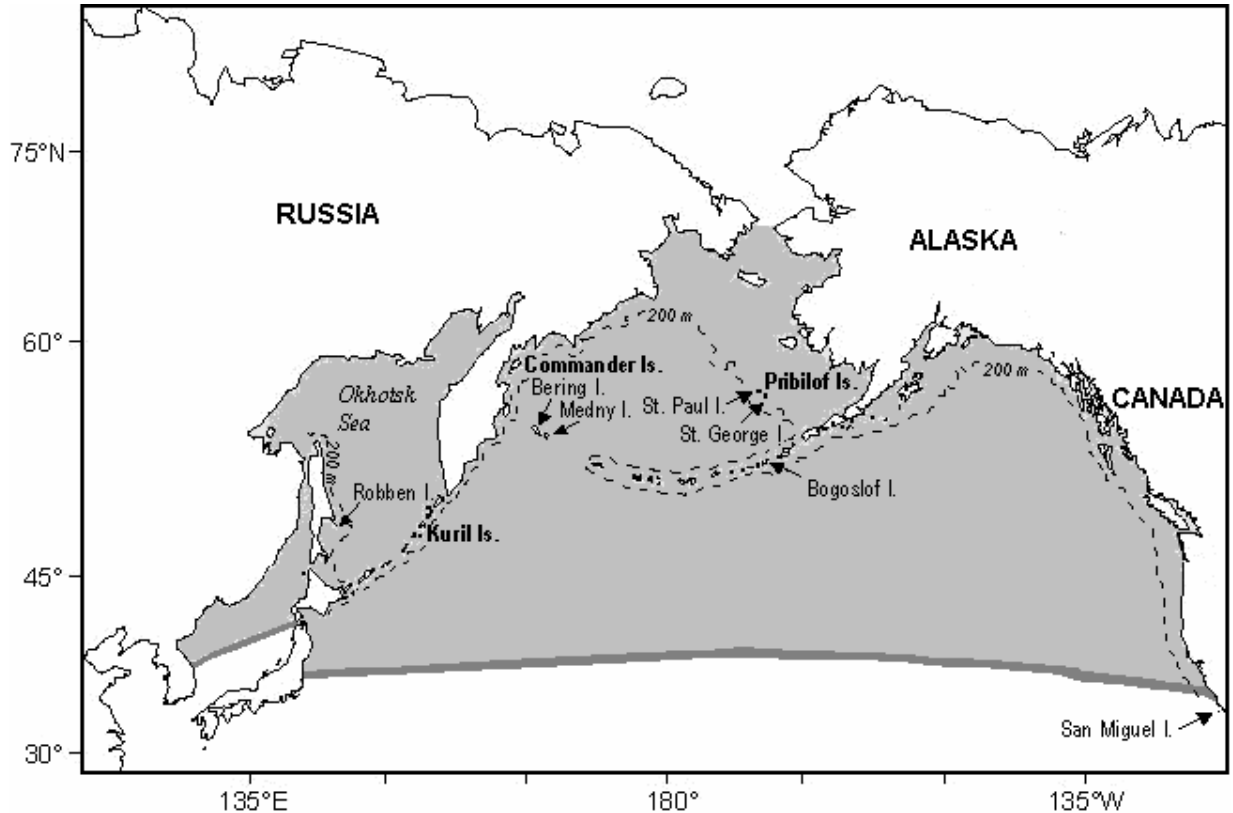 75°N
RUSSIA
ALASKA
200 m
60°
Commander Is.
Pribilof Is.
200 m
Bering I.
Okhotsk
Sea
Medny I.
St. Paul I.
CANADA
St. George I.
200 m
Robben I.
Bogoslof I.
Kuril Is.
45°
San Miguel I.
30°
135°E
180°
135°W